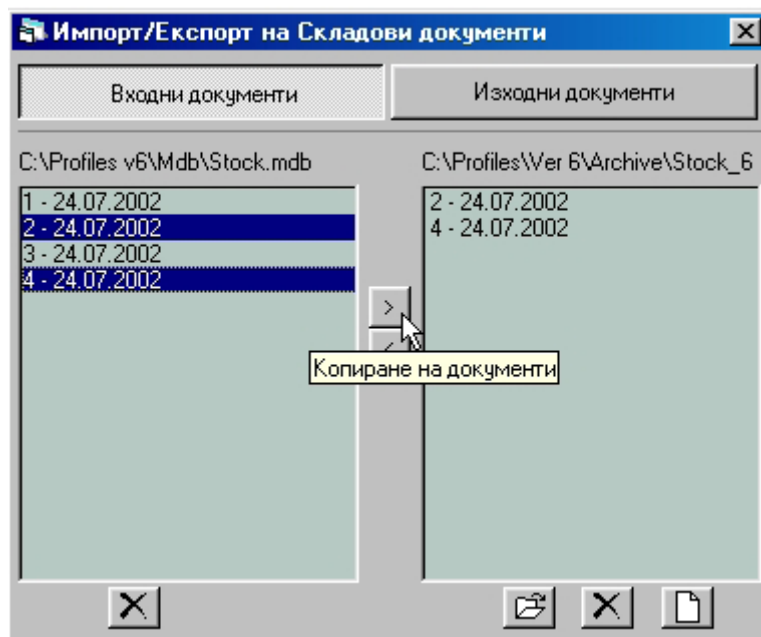 Импорт/Експорт на Складови документи
Входни документи
Изходни документи
C:\Profiles v6\Mdb\Stock.mdb
C:\Profiles\Ver 6\Archive\Stock_6
1 - 24.07.2002
2 - 24.07.2002
3 - 24.07.2002
4 - 24.07.2002
2 - 24.07.2002
4 - 24.07.2002
>
<
Копиране на документи